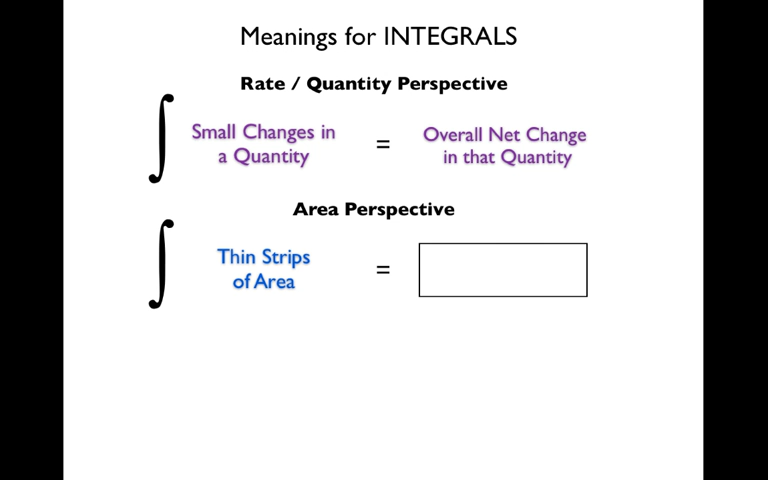 Meanings for INTEGRALS
Rate / Quantity Perspective
∫ Small Changes in a Quantity = Overall Net Change in that Quantity
Area Perspective
∫ Thin Strips of Area =